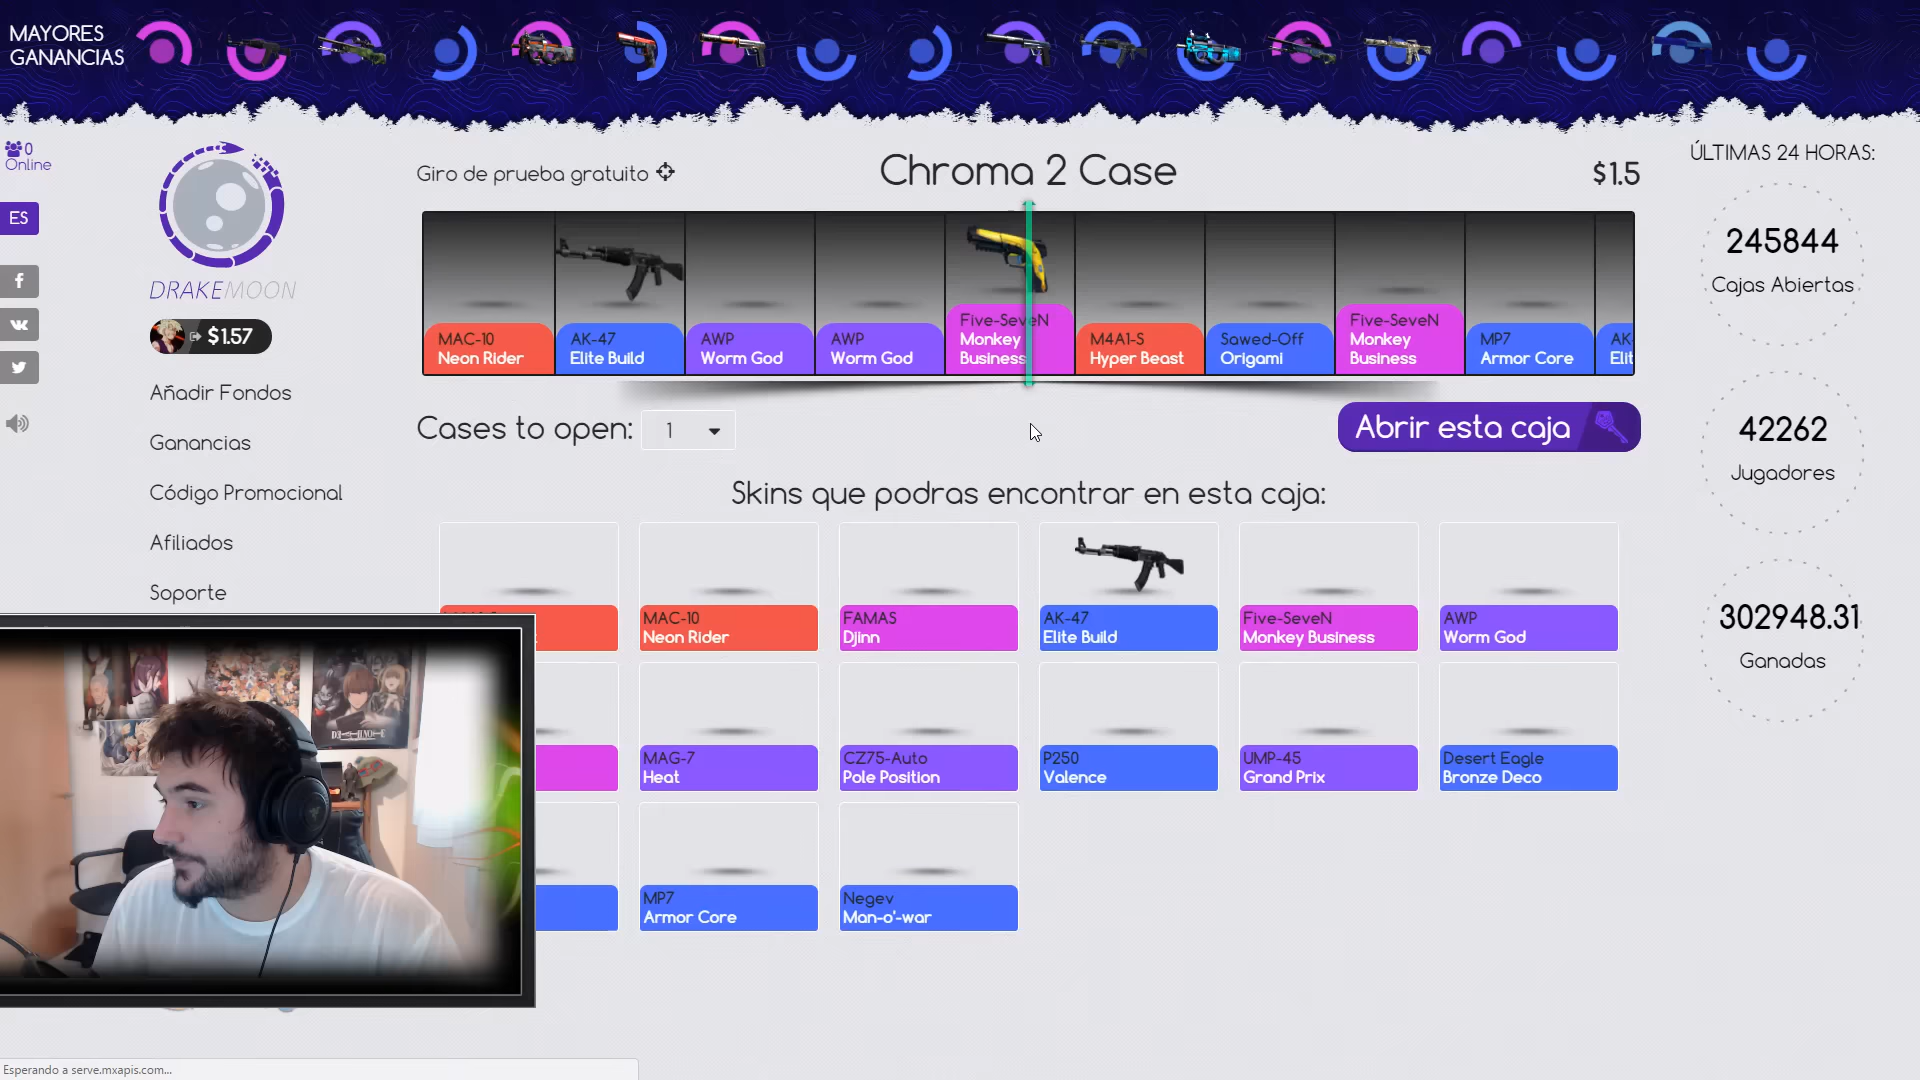 MAYORES
GANANCIAS
0
Online
ES
DRAKEMOON
$1.57
Añadir Fondos
Ganancias
Código Promocional
Afiliados
Soporte
Giro de prueba gratuito
Chroma 2 Case
$1.5
MAC-10
Neon Rider
AK-47
Elite Build
AWP
Worm God
AWP
Worm God
Five-SeveN
Monkey
Business
M4A1-S
Hyper Beast
Sawed-Off
Origami
Five-SeveN
Monkey
Business
MP7
Armor Core
AK
Elit
Cases to open:
1
Abrir esta caja
Skins que podras encontrar en esta caja:
MAC-10
Neon Rider
FAMAS
Djinn
AK-47
Elite Build
Five-SeveN
Monkey Business
AWP
Worm God
MAG-7
Heat
CZ75-Auto
Pole Position
P250
Valence
UMP-45
Grand Prix
Desert Eagle
Bronze Deco
MP7
Armor Core
Negev
Man-o'-war
ÚLTIMAS 24 HORAS:
245844
Cajas Abiertas
42262
Jugadores
302948.31
Ganadas
Esperando a serve.mxapis.com...